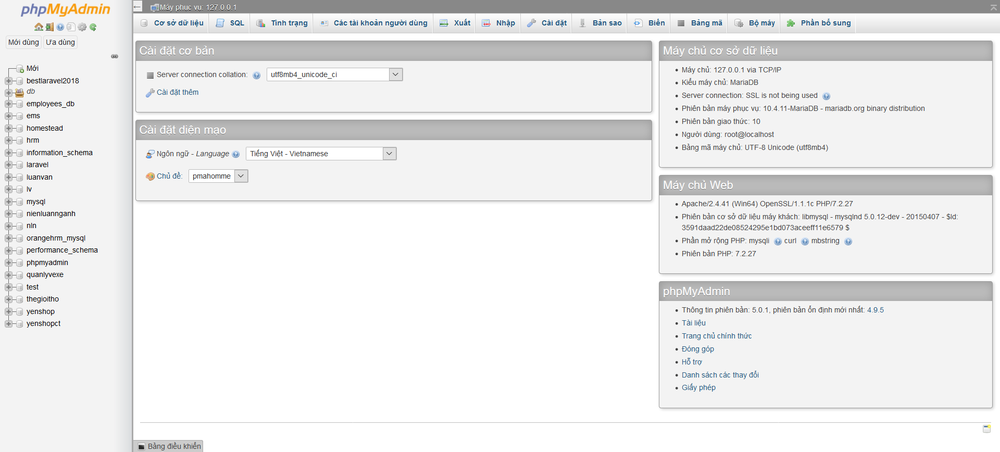 phpMyAdmin
Mới dùng Ưa dùng
Mới
bestlaravel2018
db
employees_db
ems
homestead
hrm
information_schema
laravel
luanvan
lv
mysql
nienluannganh
nln
orangehrm_mysql
performance_schema
phpmyadmin
quanlyvexe
test
thegioitho
yenshop
yenshopct
Máy phục vụ: 127.0.0.1
Cơ sở dữ liệu SQL Tình trạng Các tài khoản người dùng Xuất Nhập Cài đặt Bản sao Biến Bảng mã Bộ máy Phần bổ sung
Cài đặt cơ bản
Server connection collation: utf8mb4_unicode_ci
Cài đặt thêm
Cài đặt diện mạo
Ngôn ngữ - Language Tiếng Việt - Vietnamese
Chủ đề: pmahomme
Máy chủ cơ sở dữ liệu
Máy chủ: 127.0.0.1 via TCP/IP
Kiểu máy chủ: MariaDB
Server connection: SSL is not being used
Phiên bản máy phục vụ: 10.4.11-MariaDB - mariadb.org binary distribution
Phiên bản giao thức: 10
Người dùng: root@localhost
Bảng mã máy chủ: UTF-8 Unicode (utf8mb4)
Máy chủ Web
Apache/2.4.41 (Win64) OpenSSL/1.1.1c PHP/7.2.27
Phiên bản cơ sở dữ liệu máy khách: libmysql - mysqlnd 5.0.12-dev - 20150407 - $Id:
3591daad22de08524295e1bd073aceeff11e6579 $
Phần mở rộng PHP: mysqli curl mbstring
Phiên bản PHP: 7.2.27
phpMyAdmin
Thông tin phiên bản: 5.0.1, phiên bản ổn định mới nhất: 4.9.5
Tài liệu
Trang chủ chính thức
Đóng góp
Hỗ trợ
Danh sách các thay đổi
Giấy phép
Bảng điều khiển